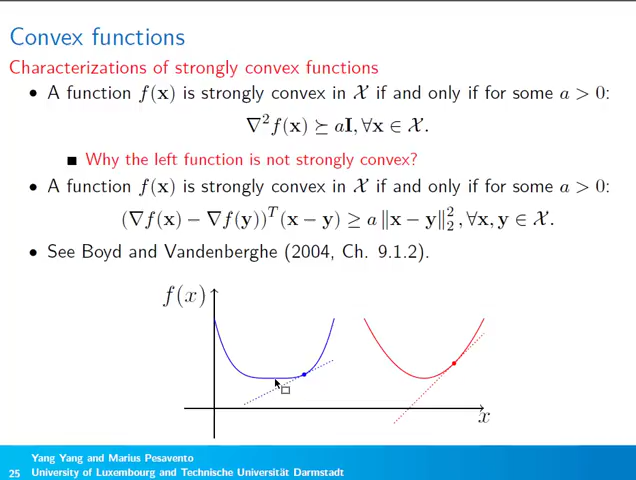 Convex functions
Characterizations of strongly convex functions
• A function f(x) is strongly convex in 𝒳 if and only if for some a > 0:
∇²f(x) ⪰ aI, ∀x ∈ 𝒳.
■ Why the left function is not strongly convex?
• A function f(x) is strongly convex in 𝒳 if and only if for some a > 0:
(∇f(x) − ∇f(y))ᵀ(x − y) ≥ a ‖x − y‖₂², ∀x, y ∈ 𝒳.
• See Boyd and Vandenberghe (2004, Ch. 9.1.2).
f(x)
x
Yang Yang and Marius Pesavento
25 University of Luxembourg and Technische Universität Darmstadt